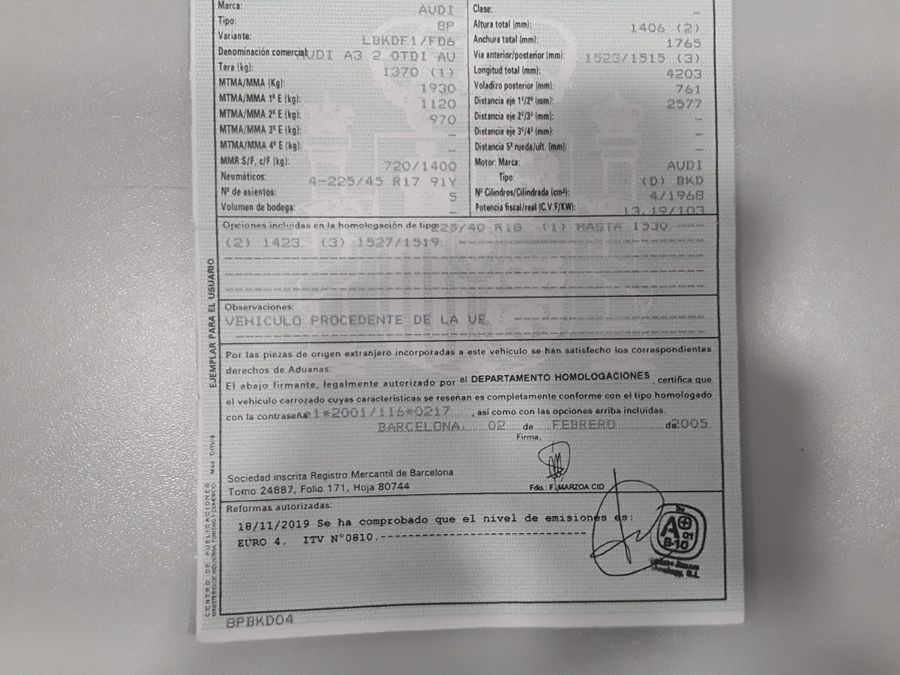 Marca: AUDI
Tipo: 8P
Variante: LBKDF1/FD6
Denominación comercial AUDI A3 2.0TDI AU
Tara (kg): 1370 (1)
MTMA/MMA (Kg): 1930
MTMA/MMA 1º E (kg): 1120
MTMA/MMA 2º E (kg): 970
MTMA/MMA 3º E (kg): —
MTMA/MMA 4º E (kg): —
MMR S/F, c/F (kg): 720/1400
Neumáticos: 4-225/45 R17 91Y
Nº de asientos: 5
Volumen de bodega: —
Clase: —
Altura total (mm): 1406 (2)
Anchura total (mm): 1765
Vía anterior/posterior (mm): 1523/1515 (3)
Longitud total (mm): 4203
Voladizo posterior (mm): 761
Distancia eje 1º/2º (mm): 2577
Distancia eje 2º/3º (mm): —
Distancia eje 3º/4º (mm): —
Distancia 5ª rueda/ult. (mm): —
Motor: Marca: AUDI
Tipo: (D) BKD
Nº Cilindros/Cilindrada (cm³): 4/1968
Potencia fiscal/real (C.V.F/KW): 13,19/103
Opciones incluidas en la homologación de tipo: 225/40 R18 (1) HASTA 1530
(2) 1423. (3) 1527/1519.
Observaciones:
VEHICULO PROCEDENTE DE LA UE.
Por las piezas de origen extranjero incorporadas a este vehículo se han satisfecho los correspondientes
derechos de Aduanas.
El abajo firmante, legalmente autorizado por él DEPARTAMENTO HOMOLOGACIONES, certifica que
el vehículo carrozado cuyas características se reseñan es completamente conforme con el tipo homologado
con la contraseña e1*2001/116*0217, así como con las opciones arriba incluidas.
BARCELONA, 02 de FEBRERO de 2005
Firma,
Fdo.: F. MARZOA CID
Sociedad inscrita Registro Mercantil de Barcelona
Tomo 24887, Folio 171, Hoja 80744
Reformas autorizadas:
18/11/2019 Se ha comprobado que el nivel de emisiones es:
EURO 4. ITV Nº0810.
A 01
B-10
8PBKD04
EJEMPLAR PARA EL USUARIO
CENTRO DE PUBLICACIONES
MINISTERIO DE INDUSTRIA, TURISMO Y COMERCIO